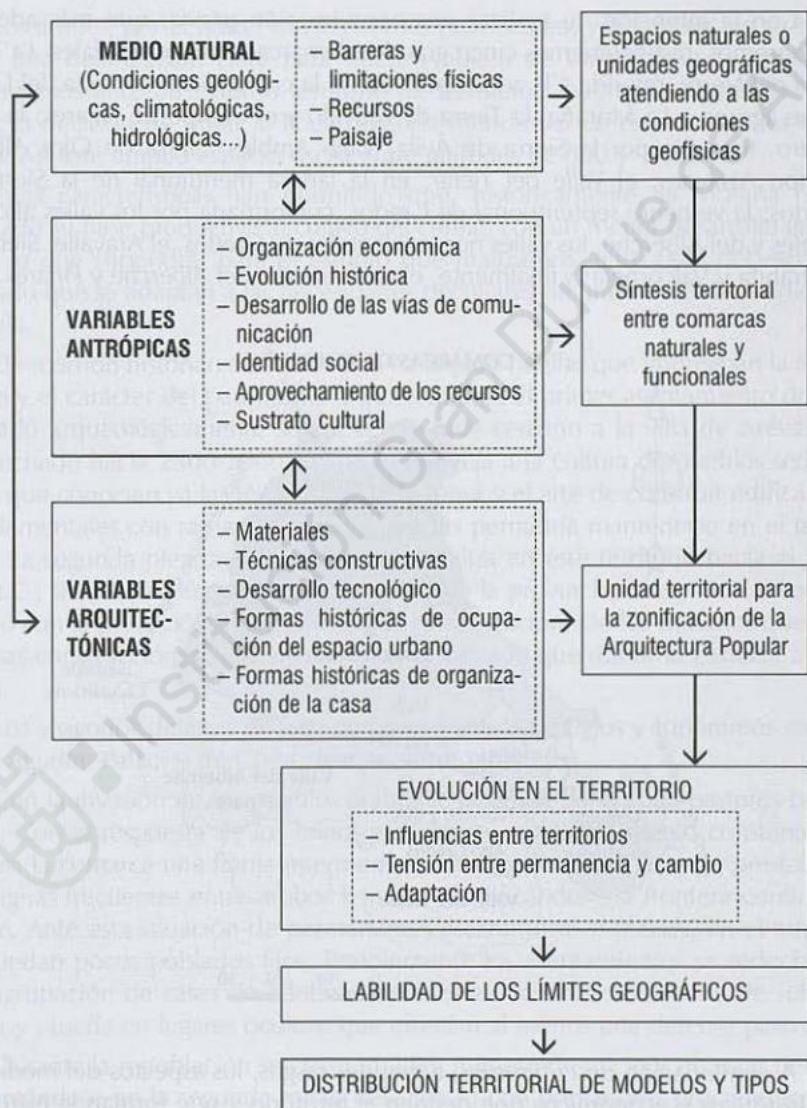 MEDIO NATURAL
(Condiciones geológi-
cas, climatológicas,
hidrológicas...)
– Barreras y
limitaciones físicas
– Recursos
– Paisaje
Espacios naturales o
unidades geográficas
atendiendo a las
condiciones
geofísicas
VARIABLES
ANTRÓPICAS
– Organización económica
– Evolución histórica
– Desarrollo de las vías de comu-
nicación
– Identidad social
– Aprovechamiento de los recursos
– Sustrato cultural
Síntesis territorial
entre comarcas
naturales y
funcionales
VARIABLES
ARQUITEC-
TÓNICAS
– Materiales
– Técnicas constructivas
– Desarrollo tecnológico
– Formas históricas de ocupa-
ción del espacio urbano
– Formas históricas de organiza-
ción de la casa
Unidad territorial para
la zonificación de la
Arquitectura Popular
EVOLUCIÓN EN EL TERRITORIO
– Influencias entre territorios
– Tensión entre permanencia y cambio
– Adaptación
LABILIDAD DE LOS LÍMITES GEOGRÁFICOS
DISTRIBUCIÓN TERRITORIAL DE MODELOS Y TIPOS
Institución Gran Duque de Al